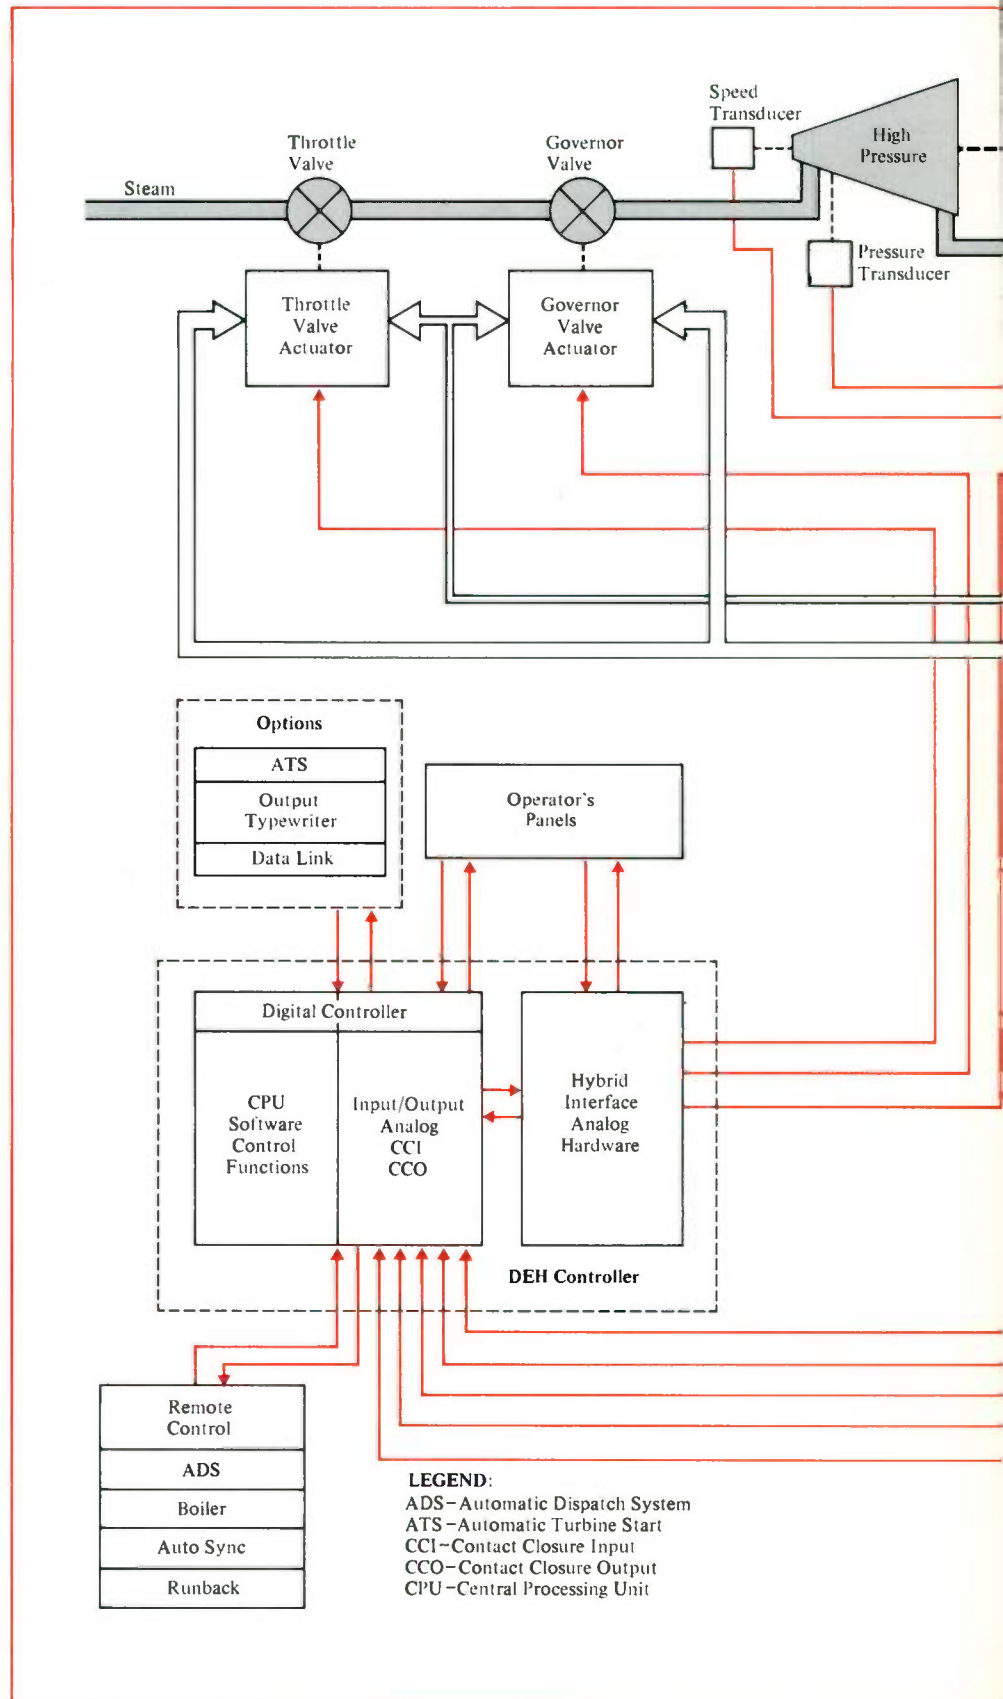 Speed
Transducer
High
Pressure
Throttle
Valve
Governor
Valve
Steam
Pressure
Transducer
Throttle
Valve
Actuator
Governor
Valve
Actuator
Options
ATS
Output
Typewriter
Data Link
Operator's
Panels
Digital Controller
CPU
Software
Control
Functions
Input/Output
Analog
CCI
CCO
Hybrid
Interface
Analog
Hardware
DEH Controller
Remote
Control
ADS
Boiler
Auto Sync
Runback
LEGEND:
ADS–Automatic Dispatch System
ATS–Automatic Turbine Start
CCI–Contact Closure Input
CCO–Contact Closure Output
CPU–Central Processing Unit